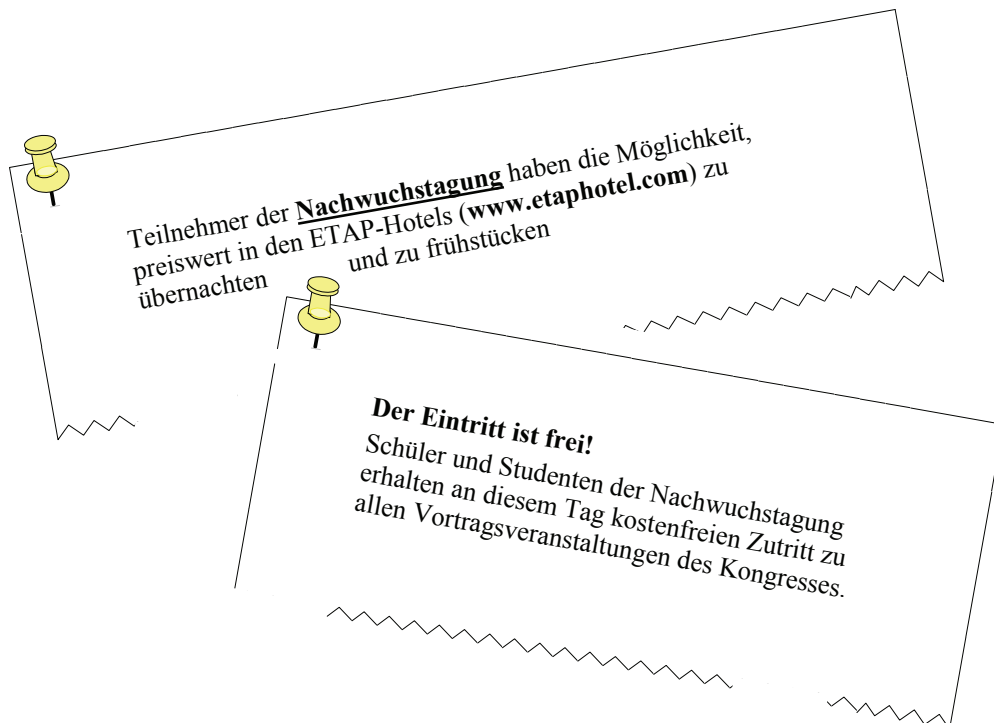 Teilnehmer der Nachwuchstagung haben die Möglichkeit,
preiswert in den ETAP-Hotels (www.etaphotel.com) zu
übernachten und zu frühstücken
Der Eintritt ist frei!
Schüler und Studenten der Nachwuchstagung
erhalten an diesem Tag kostenfreien Zutritt zu
allen Vortragsveranstaltungen des Kongresses.